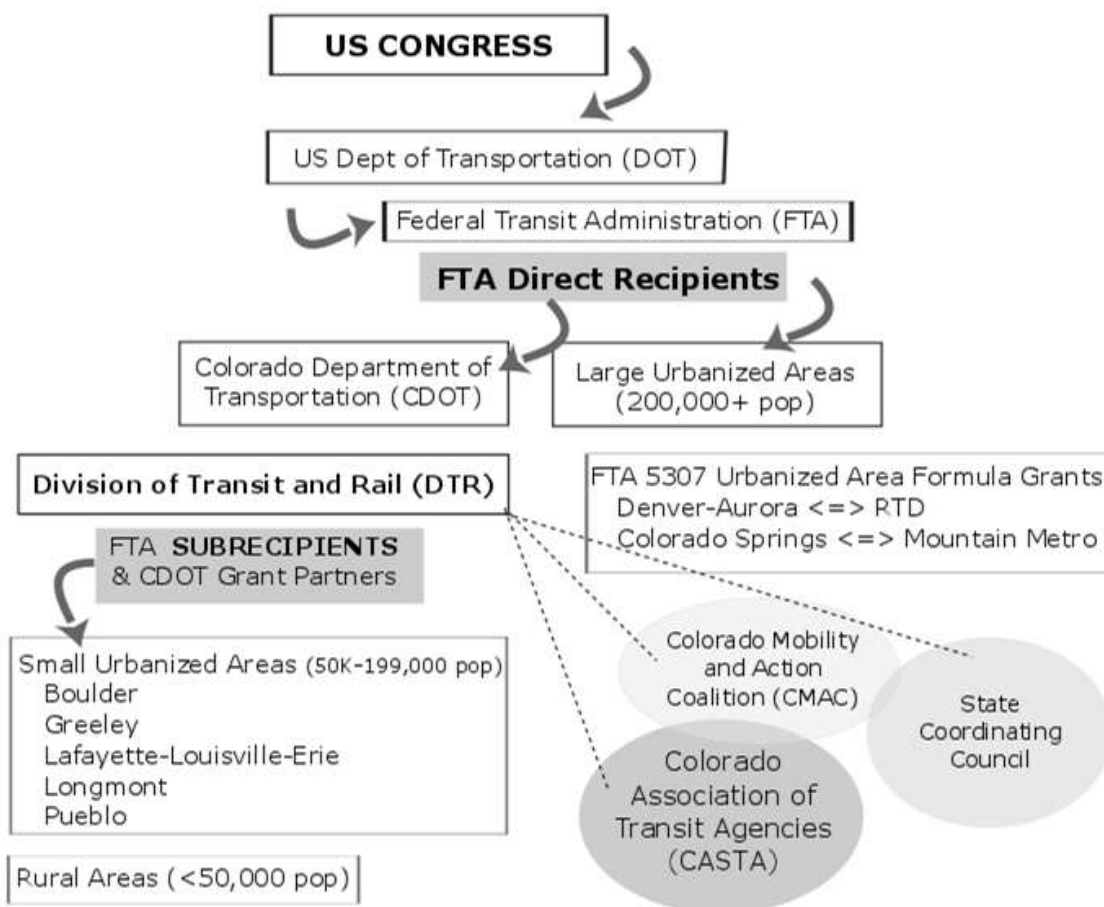 US CONGRESS
US Dept of Transportation (DOT)
Federal Transit Administration (FTA)
FTA Direct Recipients
Colorado Department of
Transportation (CDOT)
Large Urbanized Areas
(200,000+ pop)
Division of Transit and Rail (DTR)
FTA 5307 Urbanized Area Formula Grants
Denver-Aurora <=> RTD
Colorado Springs <=> Mountain Metro
FTA SUBRECIPIENTS
& CDOT Grant Partners
Small Urbanized Areas (50K-199,000 pop)
Boulder
Greeley
Lafayette-Louisville-Erie
Longmont
Pueblo
Rural Areas (<50,000 pop)
Colorado Mobility
and Action
Coalition (CMAC)
State
Coordinating
Council
Colorado
Association of
Transit Agencies
(CASTA)